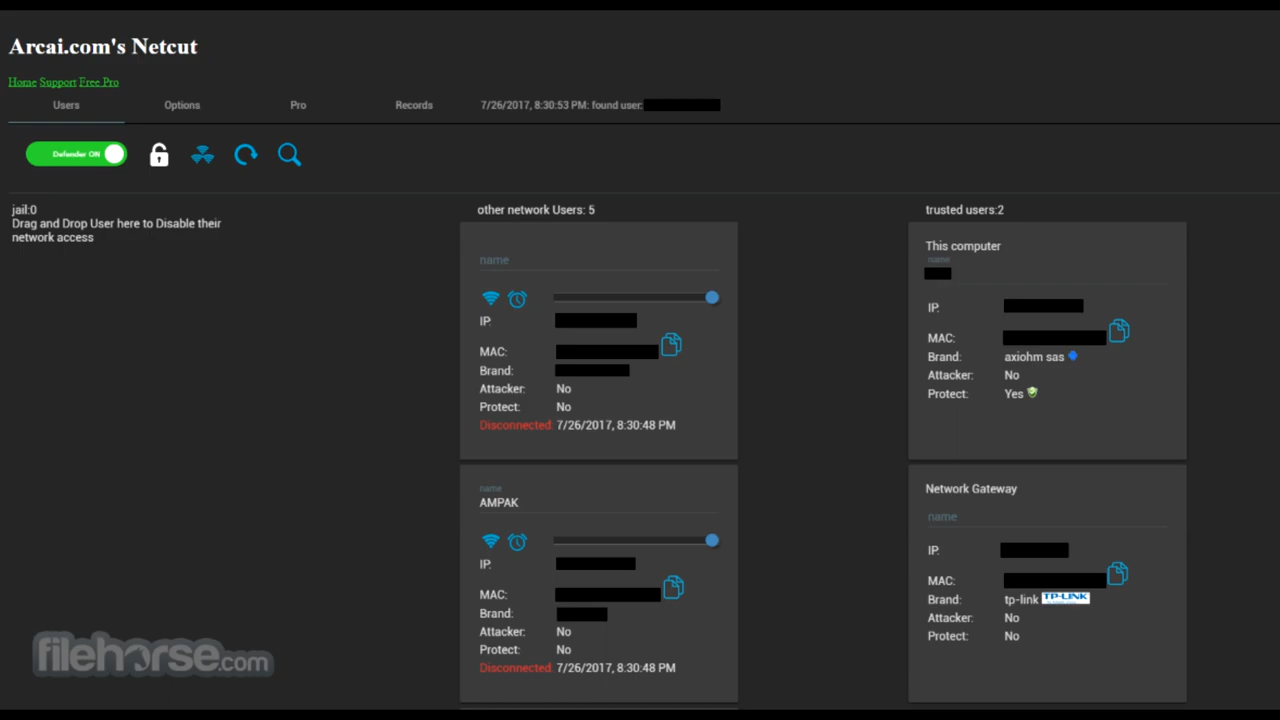 Arcai.com's Netcut
Home Support Free Pro
Users Options Pro Records 7/26/2017, 8:30:53 PM: found user:
Defender ON
jail:0
Drag and Drop User here to Disable their
network access
other network Users: 5
name
IP:
MAC:
Brand:
Attacker: No
Protect: No
Disconnected: 7/26/2017, 8:30:48 PM
name
AMPAK
IP:
MAC:
Brand:
Attacker: No
Protect: No
Disconnected: 7/26/2017, 8:30:48 PM
trusted users:2
This computer
name
IP:
MAC:
Brand: axiohm sas
Attacker: No
Protect: Yes
Network Gateway
name
IP:
MAC:
Brand: tp-link TP-LINK
Attacker: No
Protect: No
filehorse.com